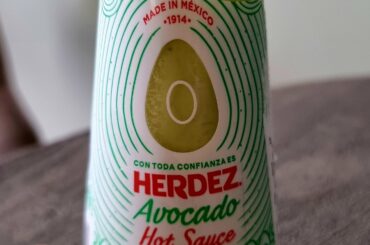 MADE IN MÉXICO
•1914•
CON TODA CONFIANZA ES
HERDEZ.
Avocado
Hot Sauce